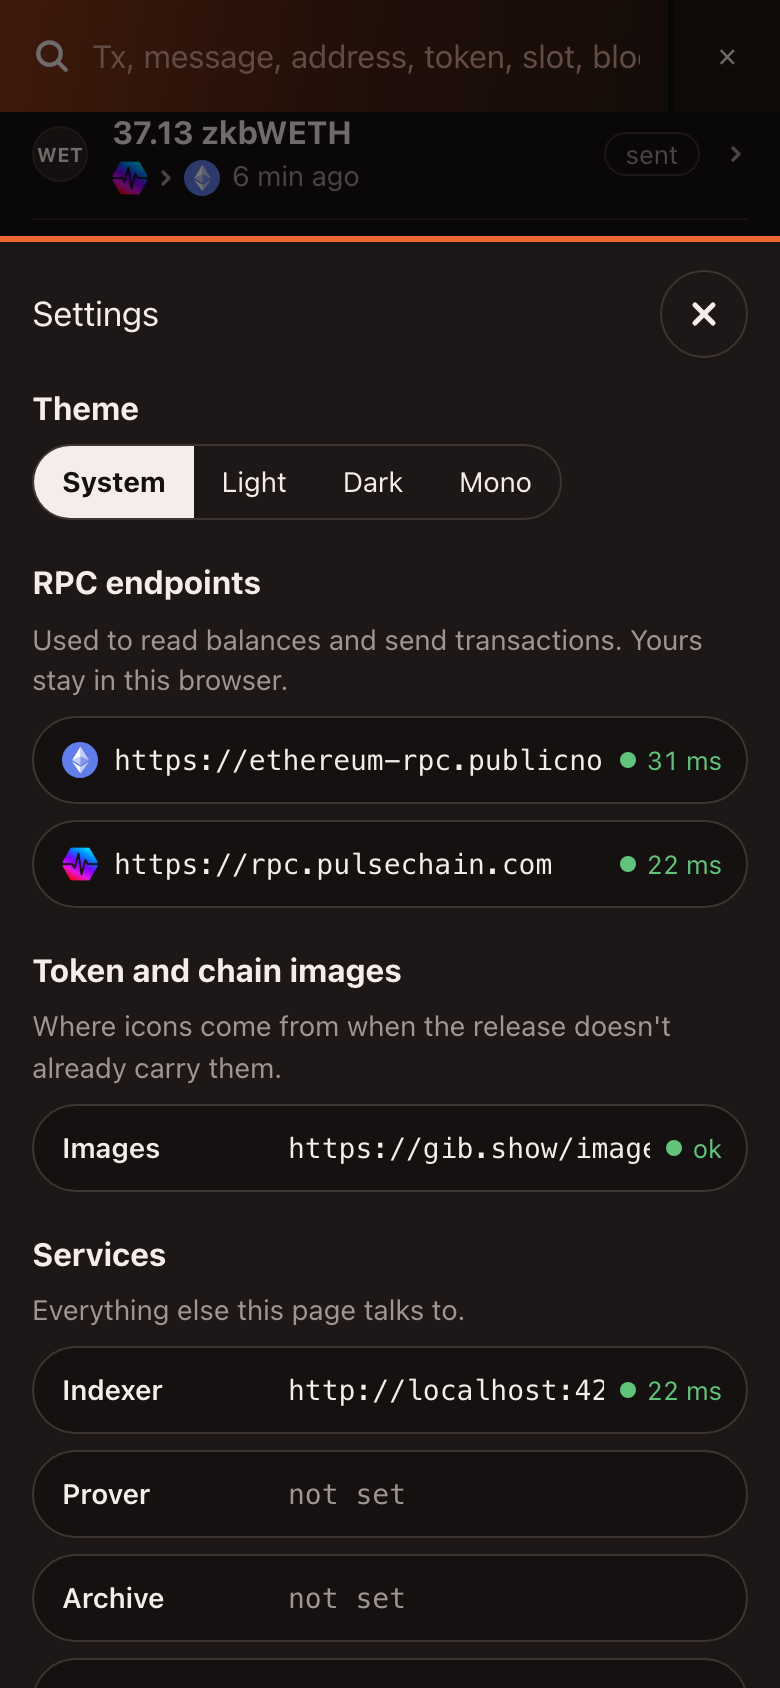 Tx, message, address, token, slot, blo
×
WET
37.13 zkbWETH
6 min ago
sent
Settings
Theme
System
Light
Dark
Mono
RPC endpoints
Used to read balances and send transactions. Yours
stay in this browser.
https://ethereum-rpc.publicno
31 ms
https://rpc.pulsechain.com
22 ms
Token and chain images
Where icons come from when the release doesn't
already carry them.
Images
https://gib.show/image
ok
Services
Everything else this page talks to.
Indexer
http://localhost:42
22 ms
Prover
not set
Archive
not set